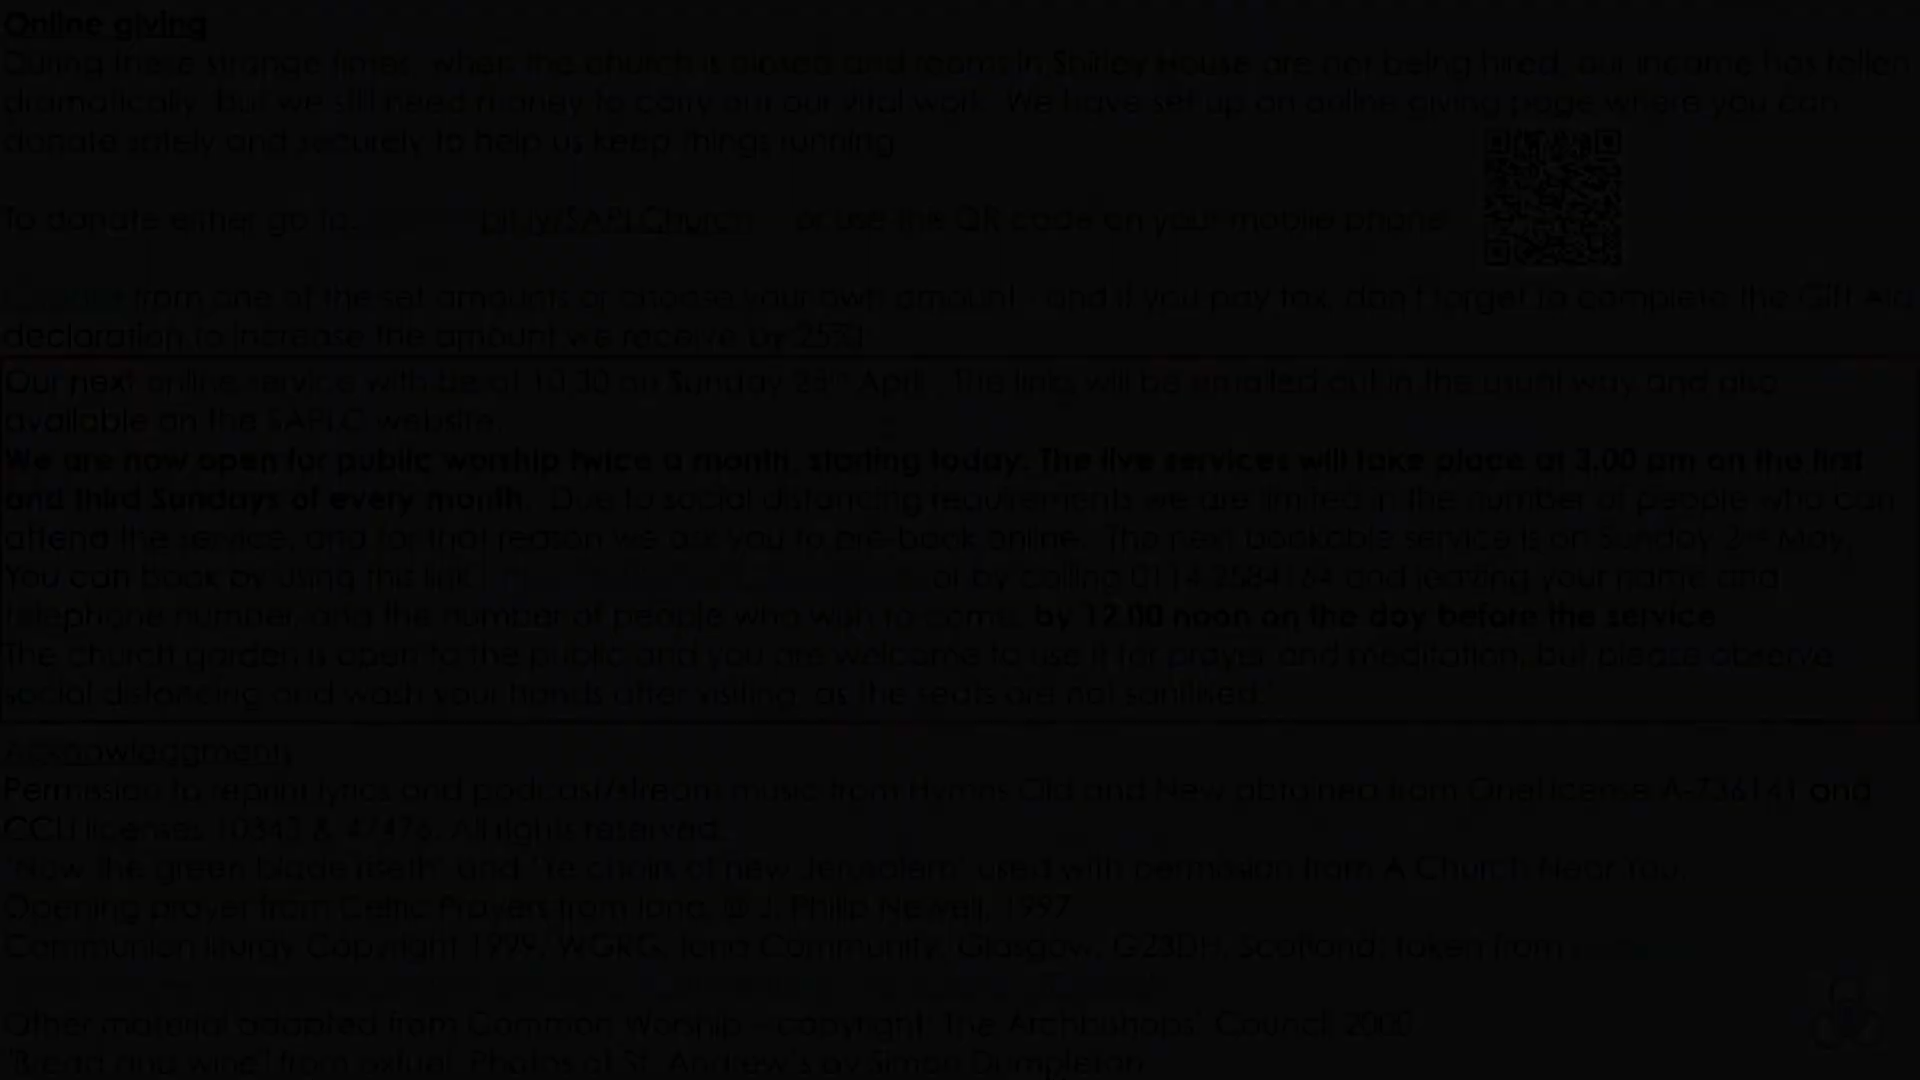 Online giving
During these strange times, when the church is closed and rooms in Shirley House are not being hired, our income has fallen
dramatically. But we still need money to carry out our vital work. We have set up an online giving page where you can
donate safely and securely to help us keep things running
To donate either go to: bit.ly/SAPLChurch or use the QR code on your mobile phone
from one of the set amounts or choose your own amount - and if you pay tax, don't forget to complete the Gift Aid
declaration to increase the amount we receive by 25%!
Our next online service with be at 10.30 on Sunday April. The links will be emailed out in the usual way and also
available on the SAPLC website.
We are now open for public worship twice a month, starting today. The live services will take place at 3.00 pm on the first
and third Sundays of every month. Due to social distancing requirements we are limited in the number of people who can
attend the service, and for that reason we ask you to pre-book online. The next bookable service is on Sunday 2nd May.
You can book by using this link or by calling and leaving your name and
telephone number, and the number of people who wish to come, by 12.00 noon on the day before the service
The church garden is open to the public and you are welcome to use it for prayer and meditation, but please observe
social distancing and wash your hands after visiting, as the seats are not sanitised.
Acknowledgments
Permission to reprint lyrics and podcast/stream music from Hymns Old and New obtained from OneLicense A-736141 and
CCLI licenses 10343 & 47476. All rights reserved.
'Now the green blade riseth' and 'Ye choirs of new Jerusalem' used with permission from A Church Near You
Opening prayer from Celtic Prayers from Iona, © J. Philip Newell, 1997
Communion liturgy Copyright 1999, WGRG, Iona Community, Glasgow, G23DH, Scotland; taken from
Other material adapted from Common Worship – copyright: The Archbishops' Council 2000
'Bread and wine' from Photos of St. Andrew's by Simon Dumpleton